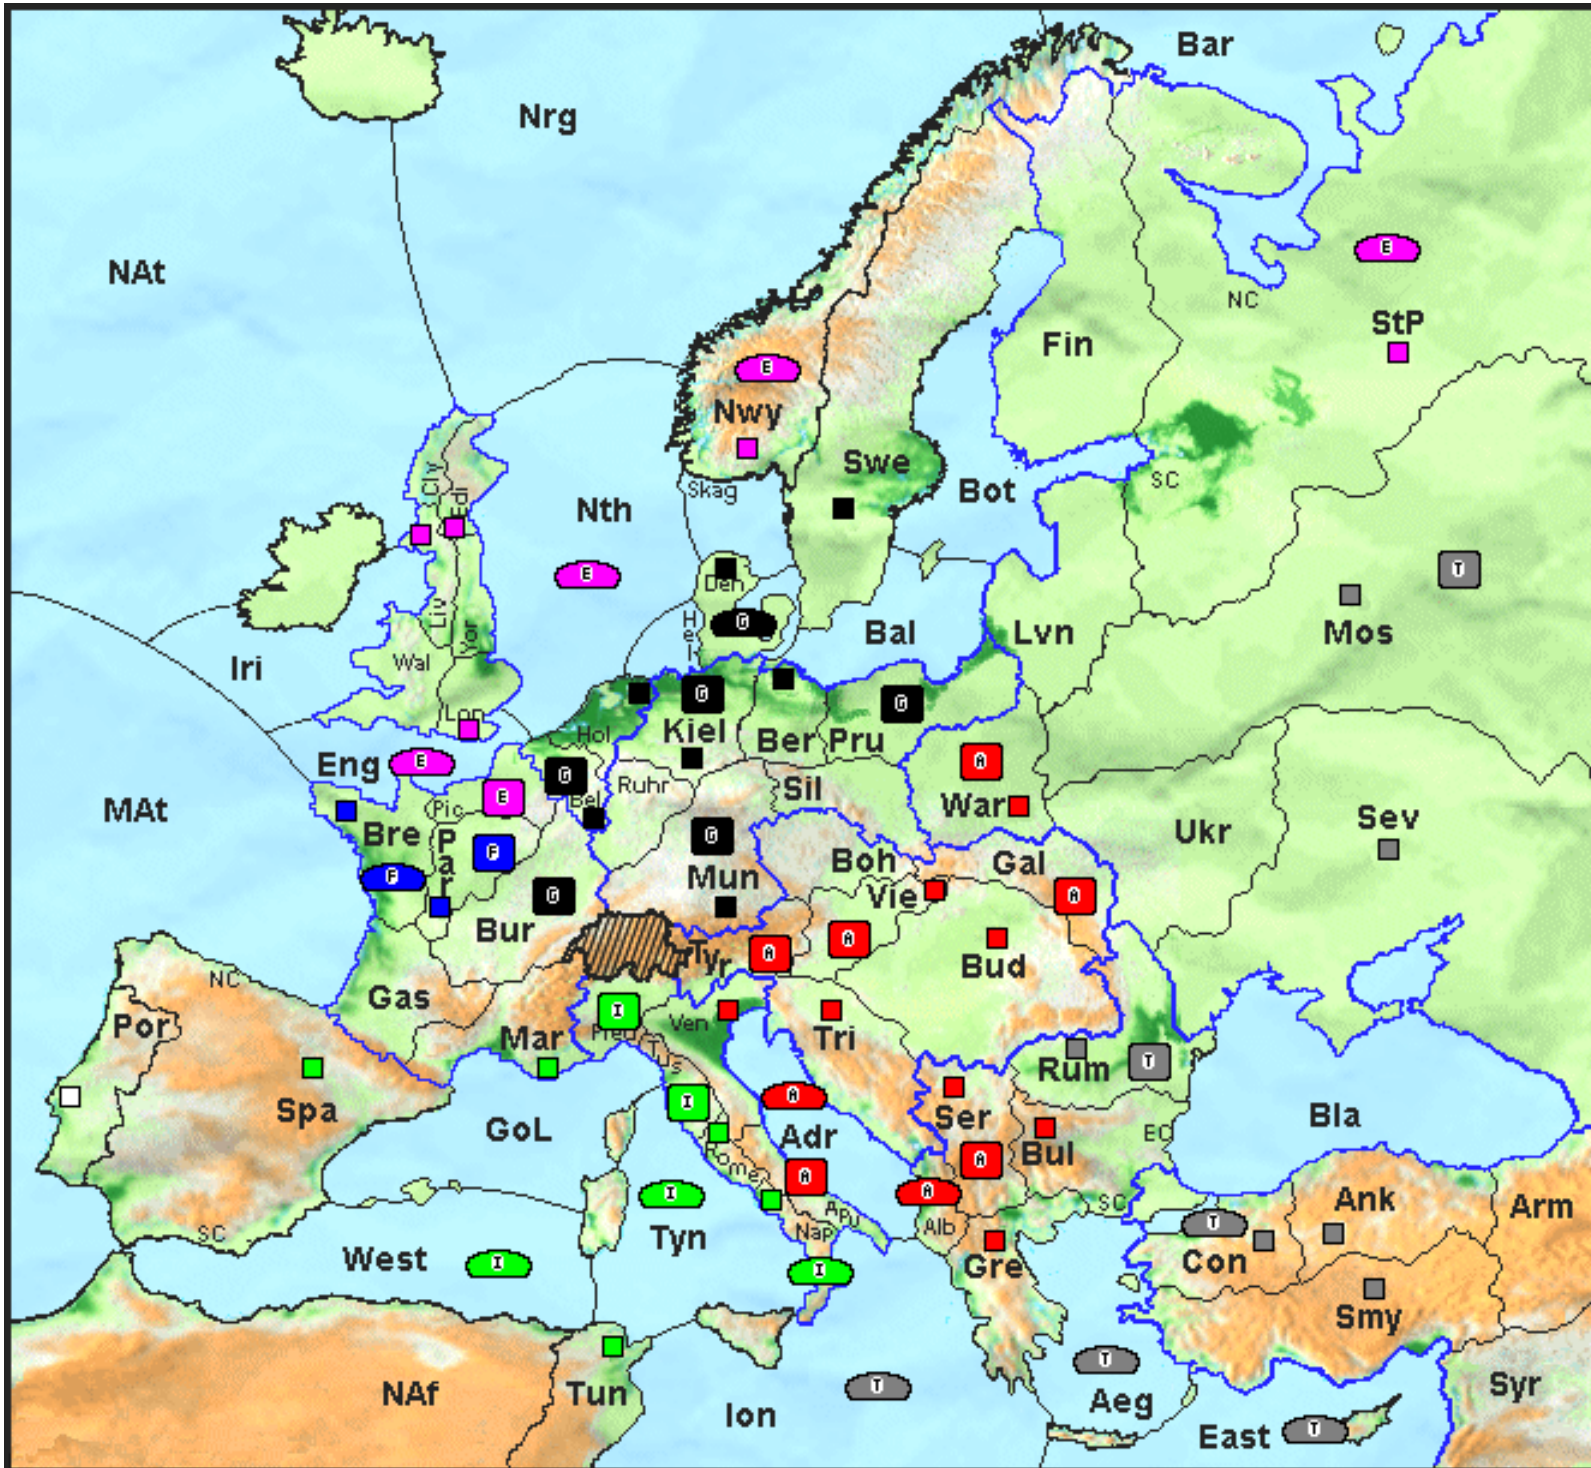 Bar
Nrg
E
NAt
NC
StP
Fin
E
Nwy
Swe
SC
Skag
Bot
Cly
Edi
Nth
E
T
Den
Mos
G
Hel
Bal
Lvn
Liv
Yor
Iri
Wal
G
G
Lon
Hol
Kiel
Ber
Pru
Eng
E
G
A
Ruhr
Sil
War
MAt
Pic
E
Bel
Sev
Bre
Par
F
G
Ukr
Boh
Gal
F
Mun
Vie
A
G
Bur
A
Tyr
A
Bud
NC
Gas
Por
I
Pied
Ven
Tri
Mar
Tus
Rum
T
Spa
I
A
Ser
GoL
Adr
Bul
EC
Bla
Rome
A
A
I
A
Ank
Arm
SC
Apu
SC
T
West
Tyn
Nap
Alb
Con
I
I
Gre
Smy
T
NAf
Tun
T
Aeg
Syr
Ion
T
East